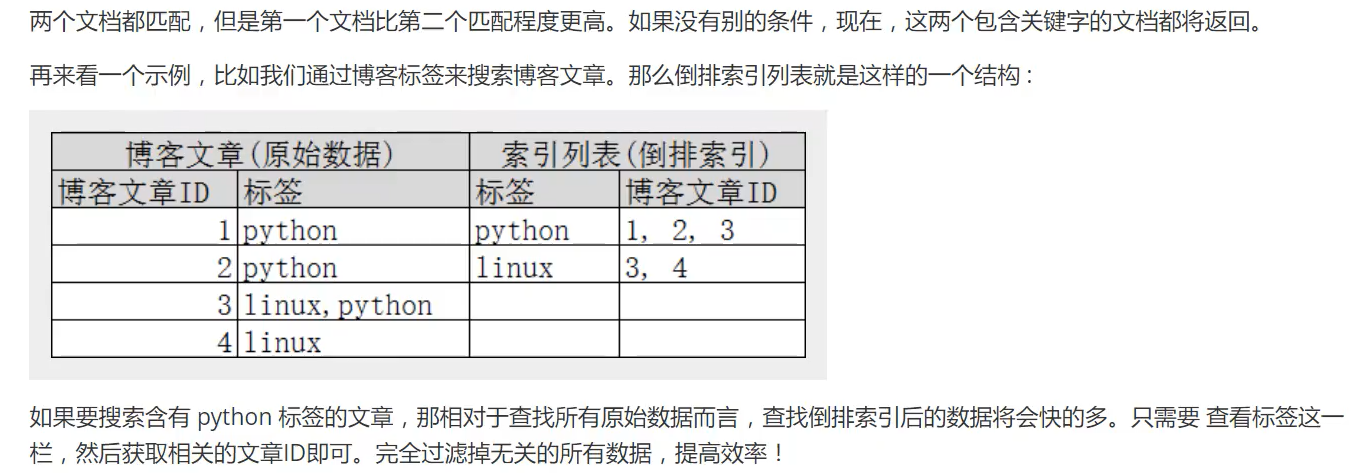 两个文档都匹配，但是第一个文档比第二个匹配程度更高。如果没有别的条件，现在，这两个包含关键字的文档都将返回。
再来看一个示例，比如我们通过博客标签来搜索博客文章。那么倒排索引列表就是这样的一个结构：
博客文章(原始数据) 索引列表(倒排索引)
博客文章ID 标签 标签 博客文章ID
1 python python 1, 2, 3
2 python linux 3, 4
3 linux,python
4 linux
如果要搜索含有 python 标签的文章，那相对于查找所有原始数据而言，查找倒排索引后的数据将会快的多。只需要 查看标签这一
栏，然后获取相关的文章ID即可。完全过滤掉无关的所有数据，提高效率！